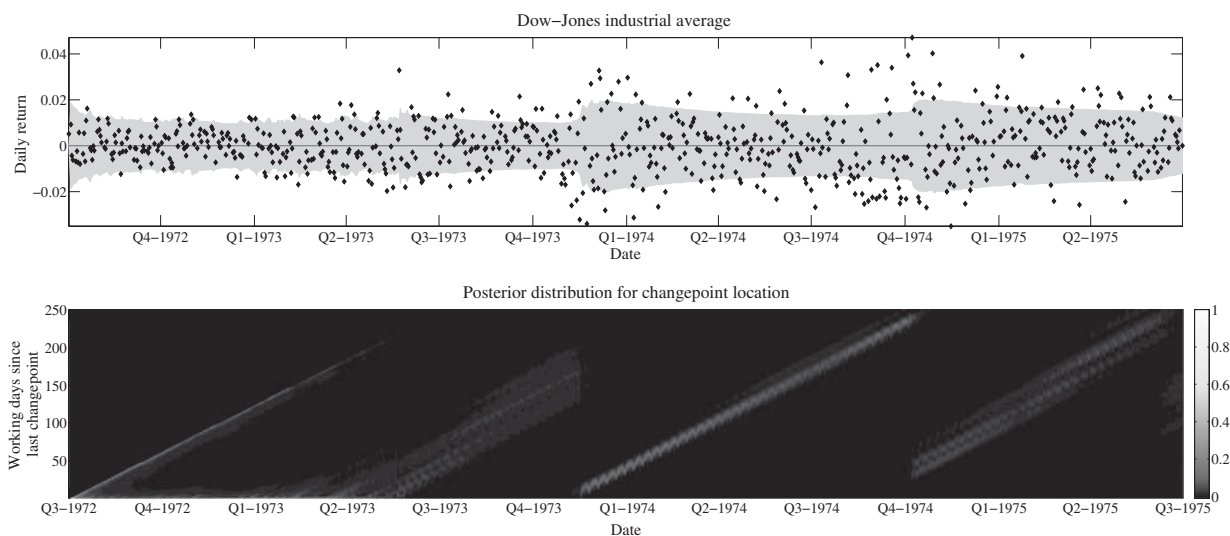 Dow−Jones industrial average
Daily return
0.04
0.02
0
−0.02
Q4−1972 Q1−1973 Q2−1973 Q3−1973 Q4−1973 Q1−1974 Q2−1974 Q3−1974 Q4−1974 Q1−1975 Q2−1975
Date
Posterior distribution for changepoint location
Working days since
last changepoint
250
200
150
100
50
1
0.8
0.6
0.4
0.2
0
Q3−1972 Q4−1972 Q1−1973 Q2−1973 Q3−1973 Q4−1973 Q1−1974 Q2−1974 Q3−1974 Q4−1974 Q1−1975 Q2−1975 Q3−1975
Date